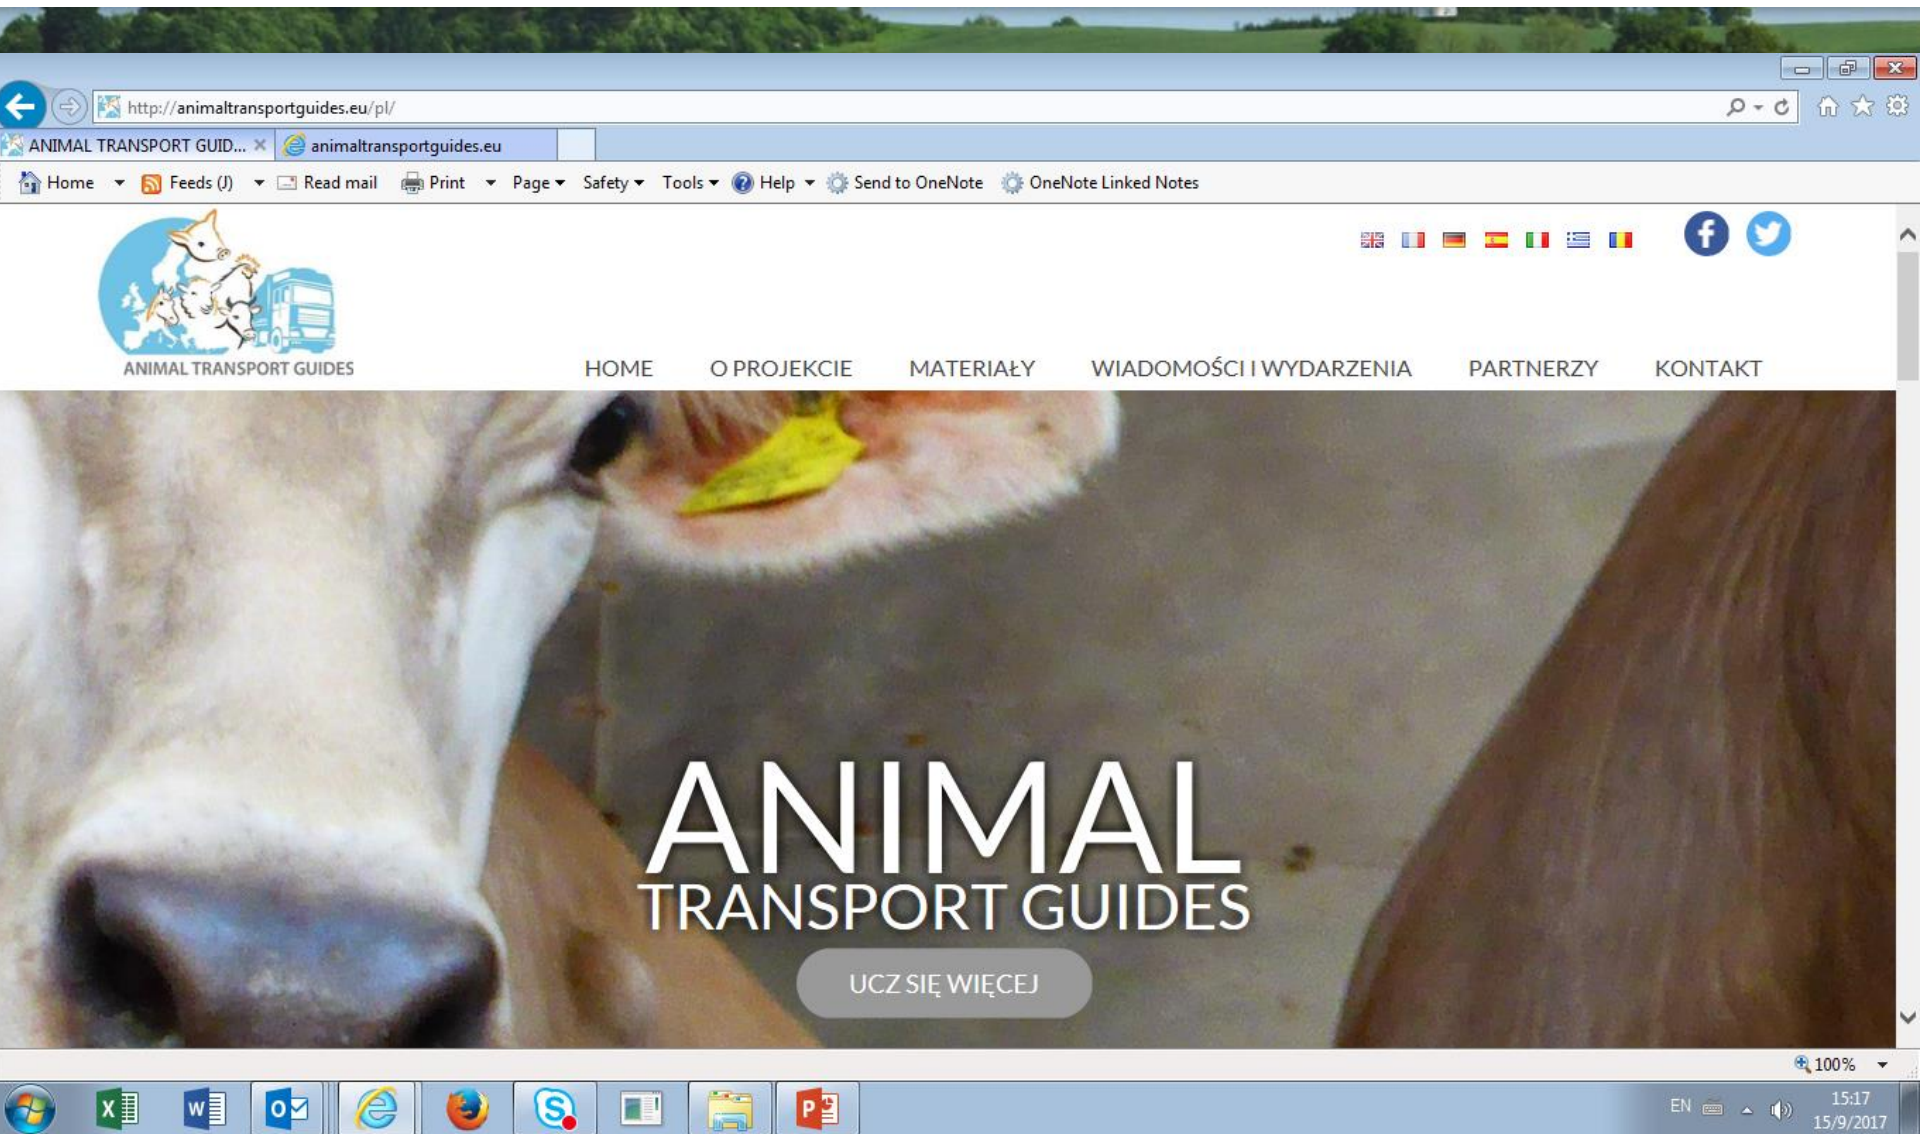 http://animaltransportguides.eu/pl/
ANIMAL TRANSPORT GUID...
animaltransportguides.eu
Home Feeds (J) Read mail Print Page Safety Tools Help Send to OneNote OneNote Linked Notes
ANIMAL TRANSPORT GUIDES
HOME O PROJEKCIE MATERIAŁY WIADOMOŚCI I WYDARZENIA PARTNERZY KONTAKT
ANIMAL
TRANSPORT GUIDES
UCZ SIĘ WIĘCEJ
100%
EN
15:17
15/9/2017